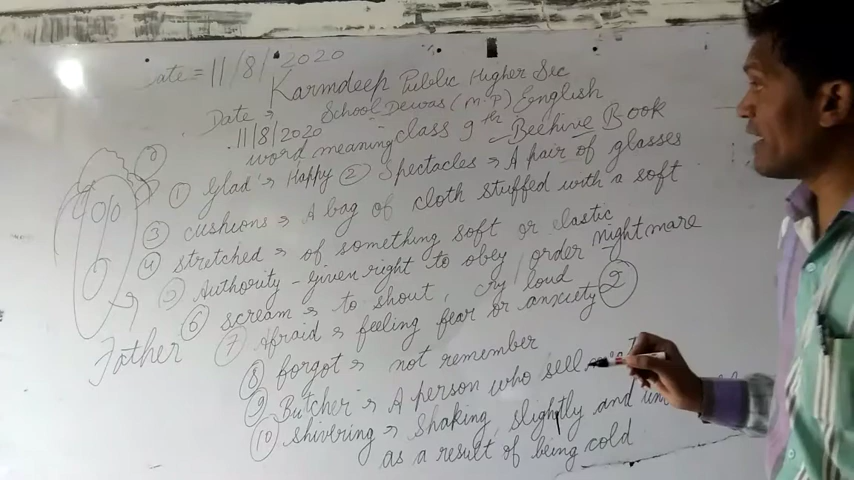 ate = 11/8/2020
Karmdeep Public Higher Sec
Date → School Dewas (M.P) English
11/8/2020
word meaning class 9th Beehive Book
① Glad → Happy ② Spectacles → A pair of glasses
③ cushions → A bag of cloth stuffed with a soft
④ stretched → of something soft or elastic
⑤ Authority - given right to obey / order nightmare
⑥ scream → to shout, cry loud ②
⑦ Afraid → feeling fear or anxiety
⑧ forgot → not remember
⑨ Butcher → A person who sell
⑩ shivering → shaking slightly and
as a result of being cold
Father